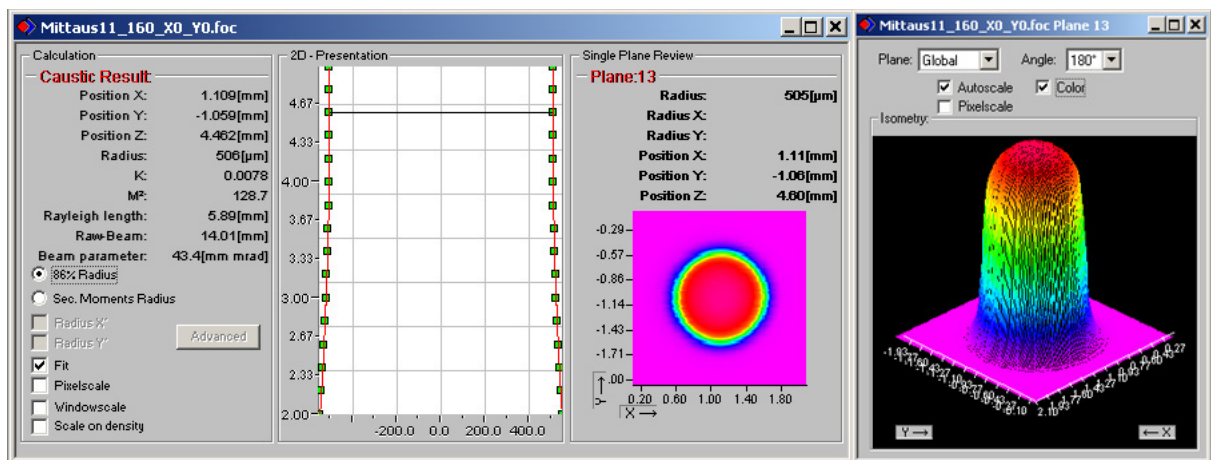 Mittaus11_160_X0_Y0.foc
Calculation
Caustic Result:
Position X: 1.109[mm]
Position Y: -1.059[mm]
Position Z: 4.462[mm]
Radius: 506[µm]
K: 0.0078
M²: 128.7
Rayleigh length: 5.89[mm]
Raw-Beam: 14.01[mm]
Beam parameter: 43.4[mm mrad]
86% Radius
Sec. Moments Radius
Radius X'
Radius Y'
Advanced
Fit
Pixelscale
Windowscale
Scale on density
2D - Presentation
4.67
4.33
4.00
3.67
3.33
3.00
2.67
2.33
2.00
-200.0 0.0 200.0 400.0
Single Plane Review
Plane:13
Radius: 505[µm]
Radius X:
Radius Y:
Position X: 1.11[mm]
Position Y: -1.06[mm]
Position Z: 4.60[mm]
-0.29
-0.57
-0.86
-1.14
-1.43
-1.71
.00
0.20 0.60 1.00 1.40 1.80
Y →
X →
Mittaus11_160_X0_Y0.foc Plane 13
Plane: Global Angle: 180°
Autoscale Color
Pixelscale
Isometry:
Y →
← X